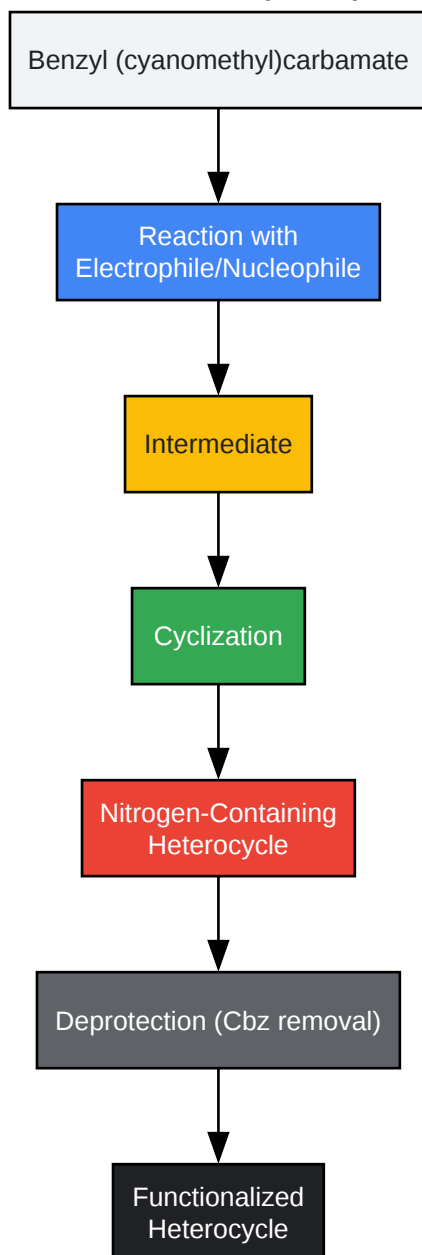 Benzyl (cyanomethyl)carbamate
Reaction with
Electrophile/Nucleophile
Intermediate
Cyclization
Nitrogen-Containing
Heterocycle
Deprotection (Cbz removal)
Functionalized
Heterocycle